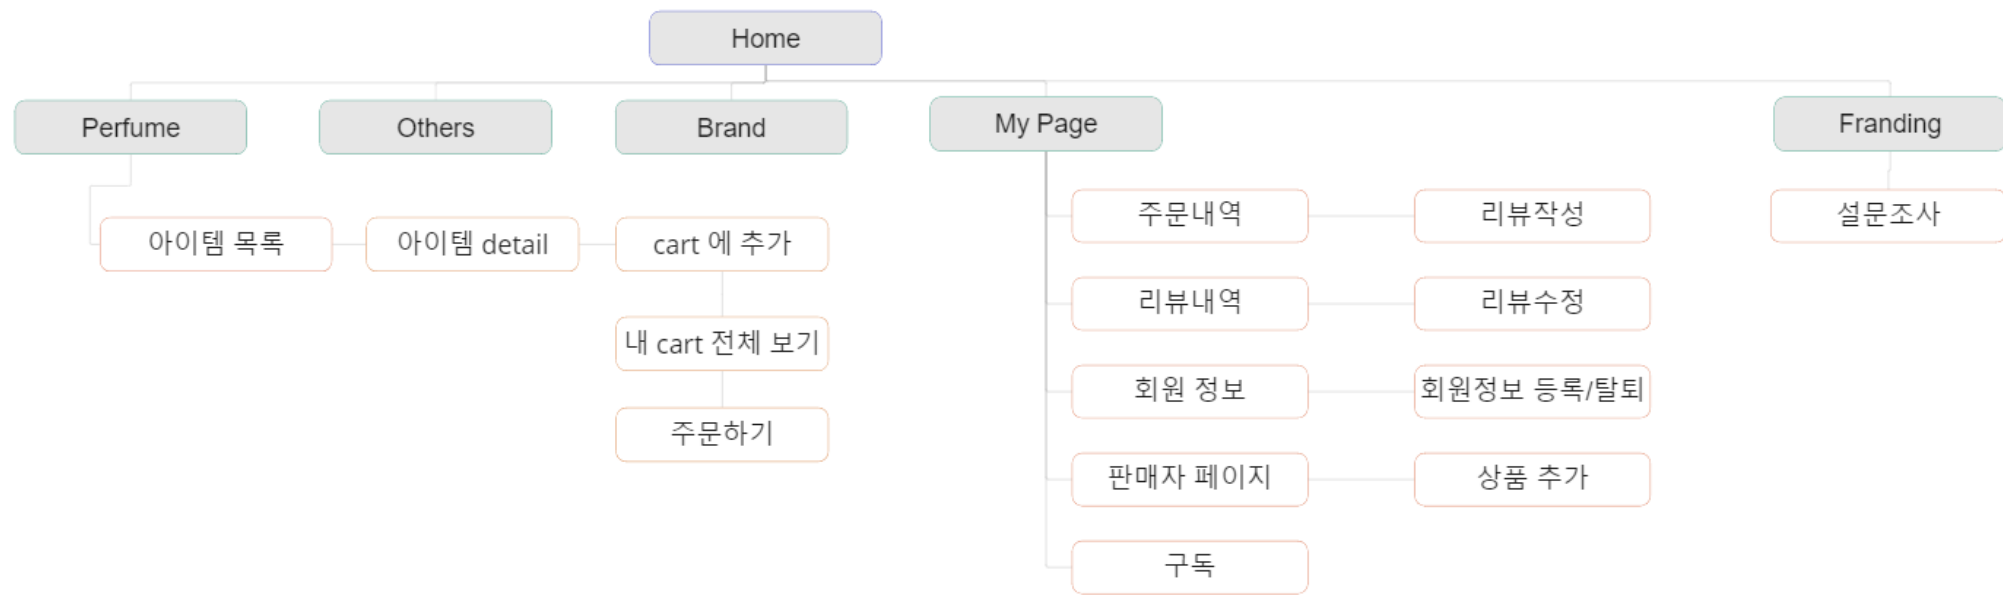 Home
Perfume
Others
Brand
My Page
Franding
아이템 목록
아이템 detail
cart 에 추가
내 cart 전체 보기
주문하기
주문내역
리뷰작성
리뷰내역
리뷰수정
회원 정보
회원정보 등록/탈퇴
판매자 페이지
상품 추가
구독
설문조사